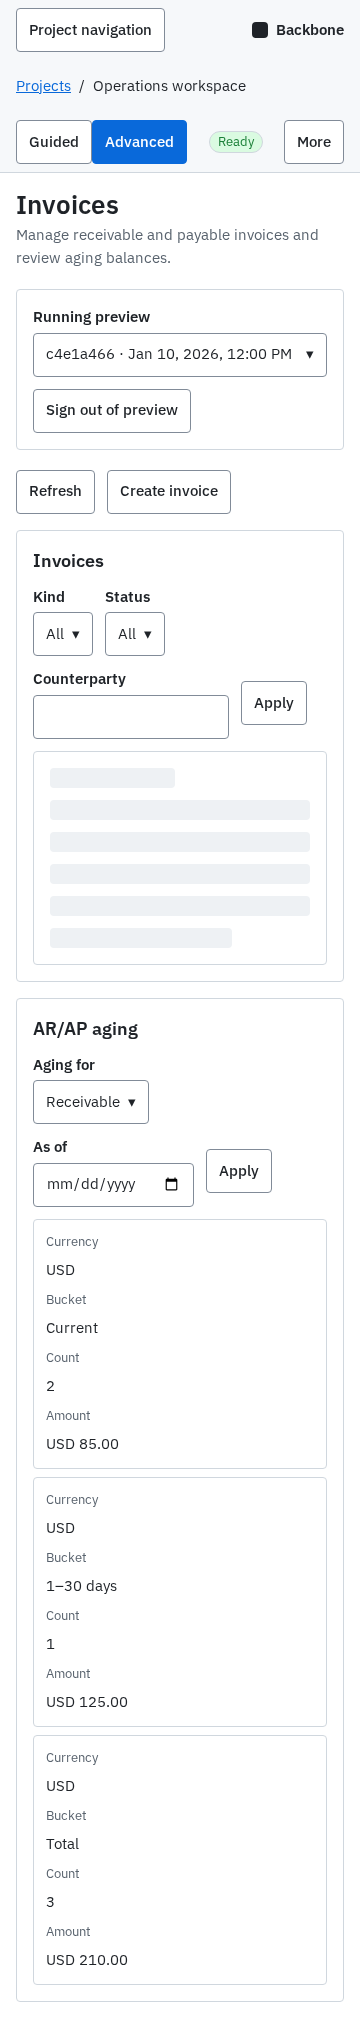 Project navigation
Backbone
Projects / Operations workspace
Guided
Advanced
Ready
More
Invoices
Manage receivable and payable invoices and
review aging balances.
Running preview
c4e1a466 · Jan 10, 2026, 12:00 PM
Sign out of preview
Refresh
Create invoice
Invoices
Kind
Status
All
All
Counterparty
Apply
AR/AP aging
Aging for
Receivable
As of
mm/dd/yyyy
Apply
Currency
USD
Bucket
Current
Count
2
Amount
USD 85.00
Currency
USD
Bucket
1–30 days
Count
1
Amount
USD 125.00
Currency
USD
Bucket
Total
Count
3
Amount
USD 210.00